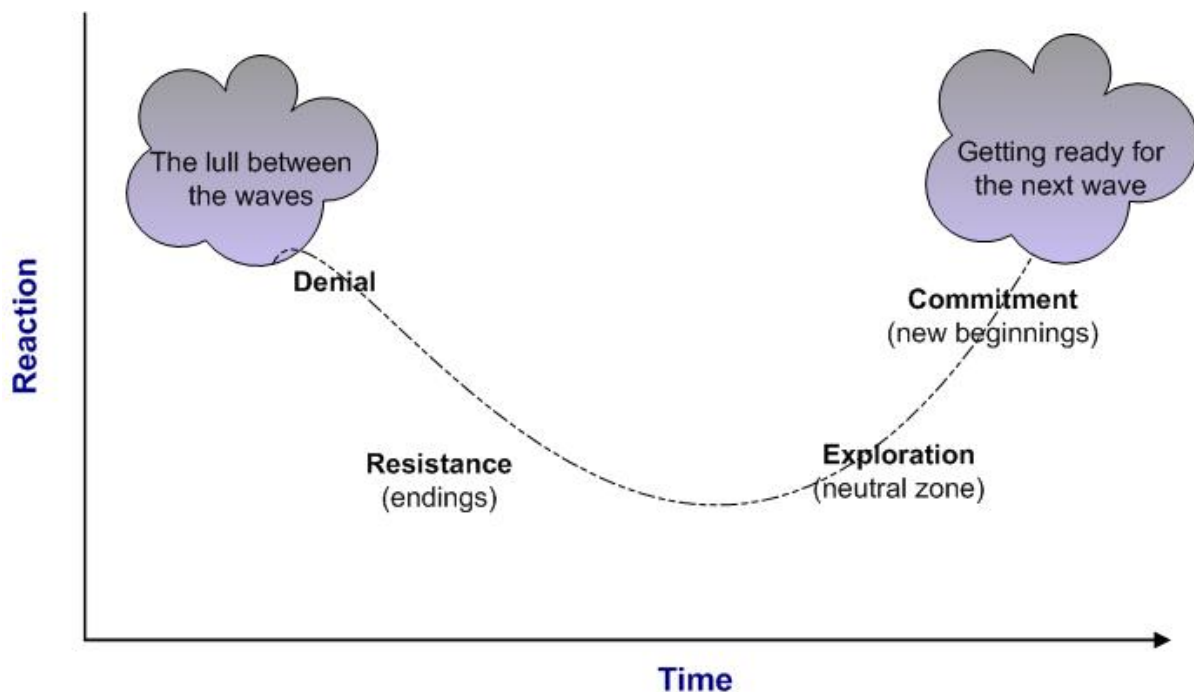 The lull between
the waves
Getting ready for
the next wave
Denial
Commitment
(new beginnings)
Reaction
Resistance
(endings)
Exploration
(neutral zone)
Time